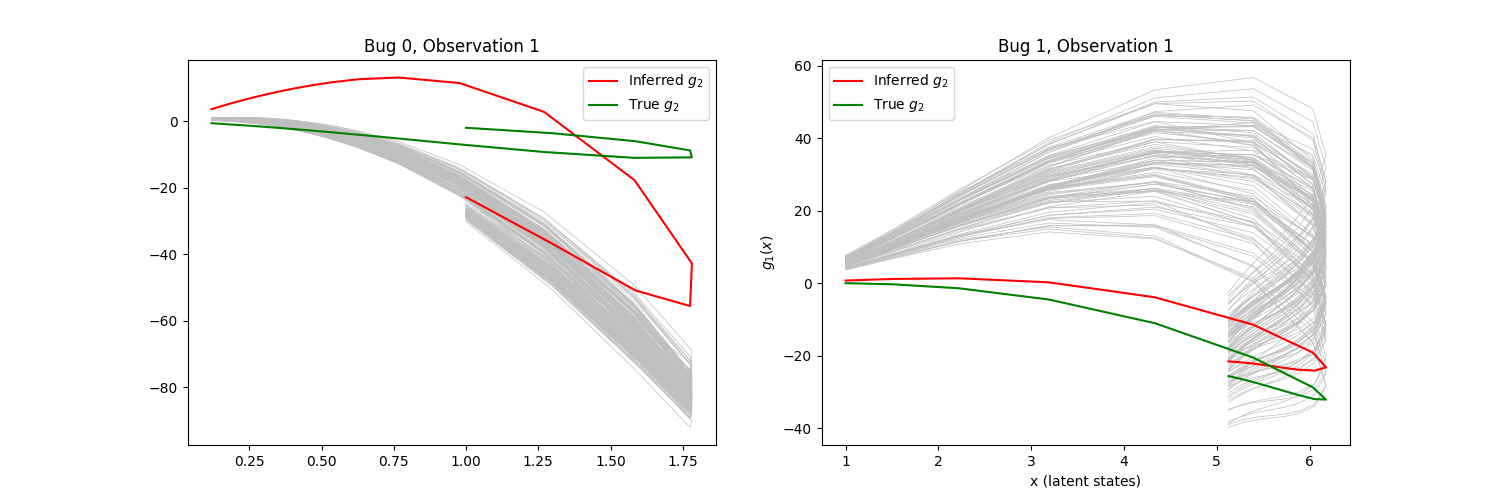 Bug 0, Observation 1
Inferred g₂
True g₂
0
−20
−40
−60
−80
0.25 0.50 0.75 1.00 1.25 1.50 1.75
Bug 1, Observation 1
Inferred g₂
True g₂
g₁(x)
60
40
20
0
−20
−40
1 2 3 4 5 6
x (latent states)